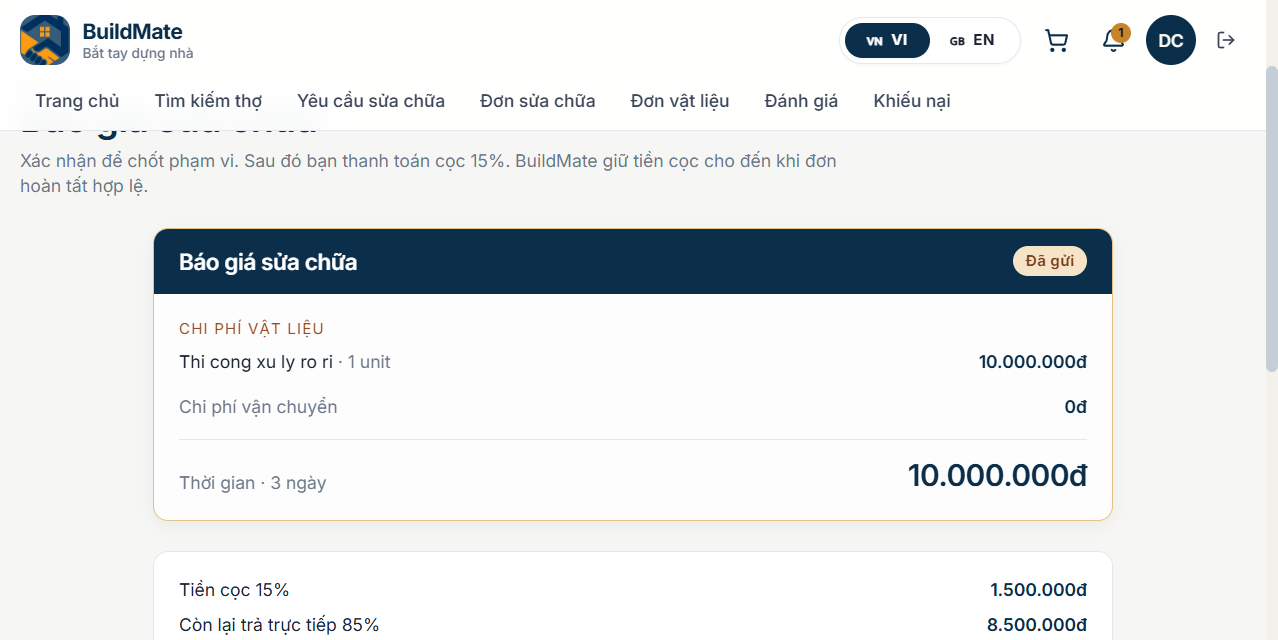 BuildMate
Bắt tay dựng nhà
VN VI
GB EN
1
DC
Trang chủ
Tìm kiếm thợ
Yêu cầu sửa chữa
Đơn sửa chữa
Đơn vật liệu
Đánh giá
Khiếu nại
Xác nhận để chốt phạm vi. Sau đó bạn thanh toán cọc 15%. BuildMate giữ tiền cọc cho đến khi đơn
hoàn tất hợp lệ.
Báo giá sửa chữa
Đã gửi
CHI PHÍ VẬT LIỆU
Thi cong xu ly ro ri · 1 unit
10.000.000đ
Chi phí vận chuyển
0đ
Thời gian · 3 ngày
10.000.000đ
Tiền cọc 15%
1.500.000đ
Còn lại trả trực tiếp 85%
8.500.000đ